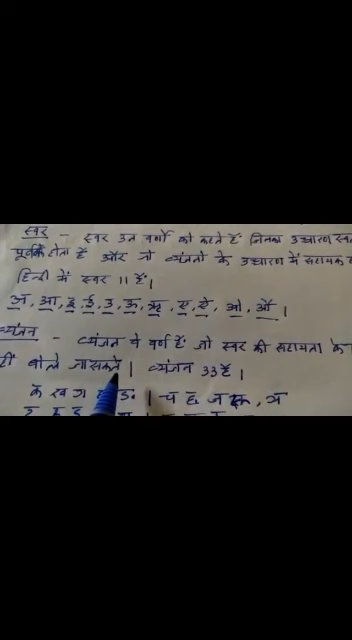 स्वर - स्वर उन वर्णों को कहते हैं जिनका उच्चारण
पूर्वक होता है और जो व्यंजनों के उच्चारण में सहायक
हिन्दी में स्वर 11 हैं।
अ, आ, इ, ई, उ, ऊ, ऋ, ए, ऐ, ओ, औ।
व्यंजन - व्यंजन वे वर्ण हैं जो स्वर की सहायता के
बोले जा सकते। व्यंजन 33 हैं।
क ख ग ङ । च छ ज झ, ञ